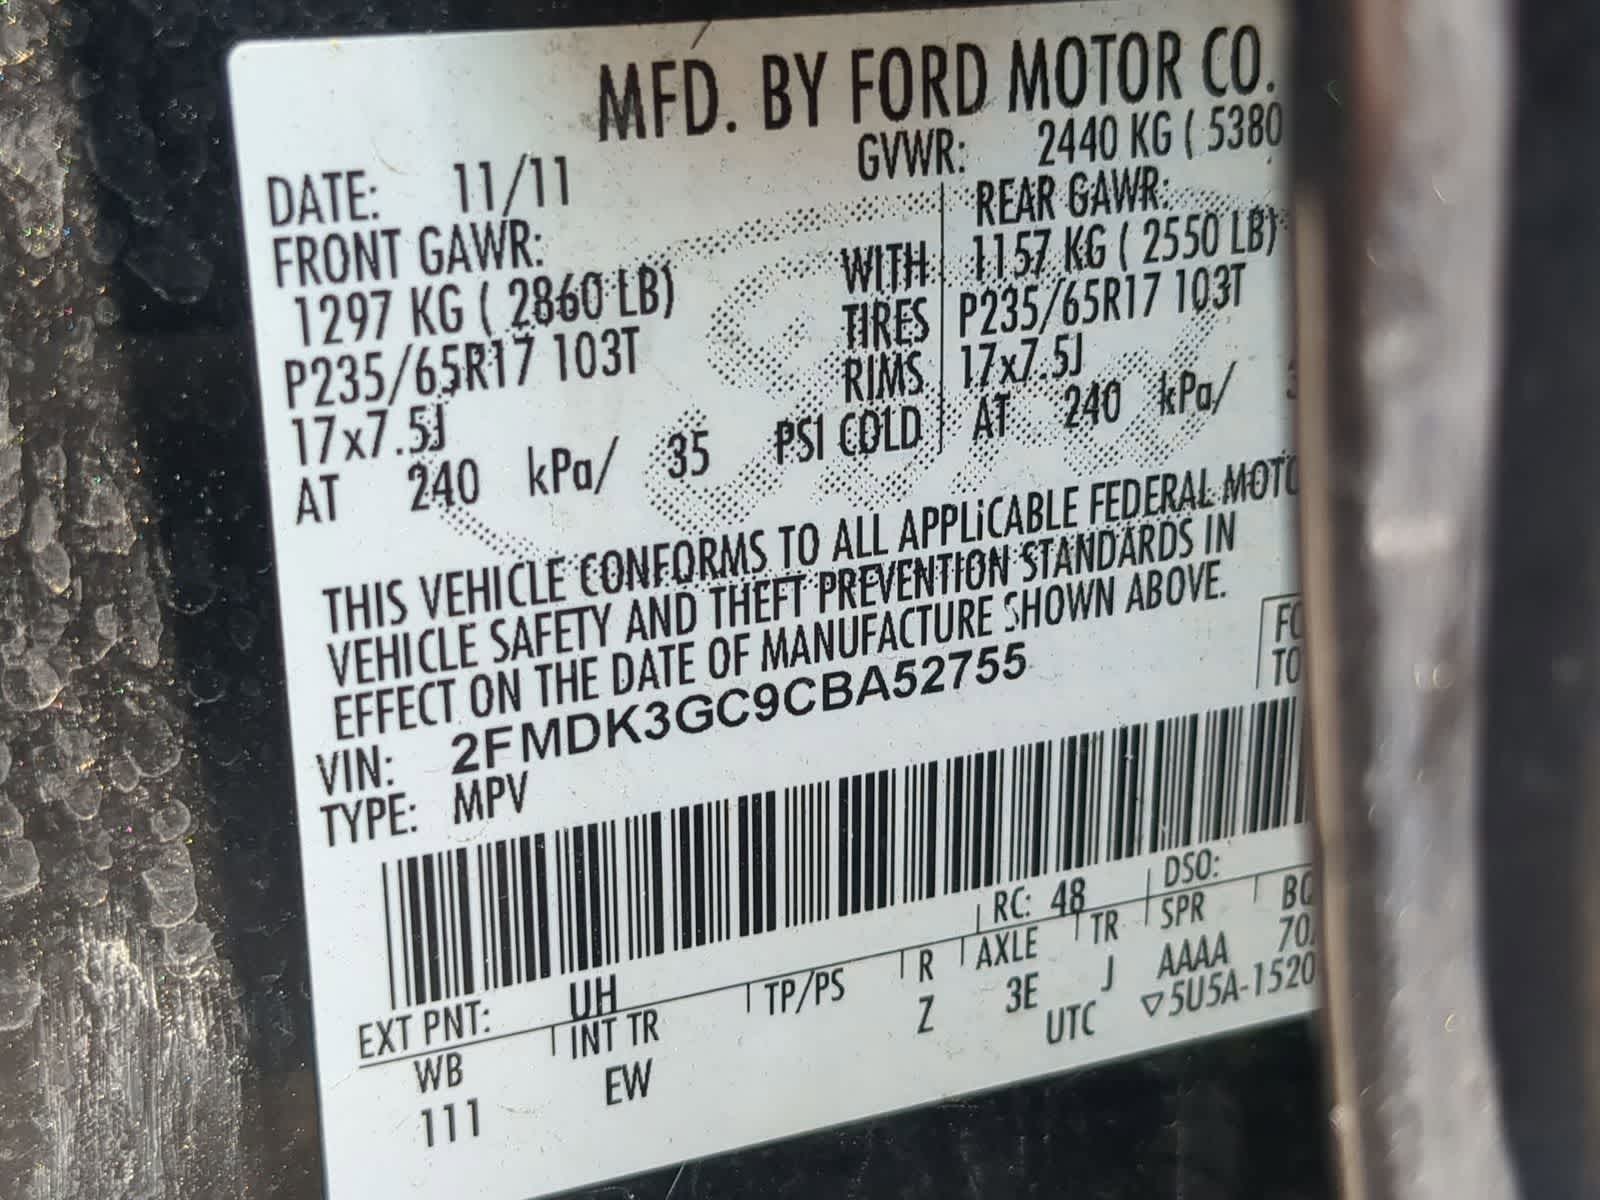 MFD. BY FORD MOTOR CO.
DATE: 11/11 GVWR: 2440 KG ( 5380
FRONT GAWR: REAR GAWR:
1297 KG ( 2860 LB) WITH 1157 KG ( 2550 LB)
P235/65R17 103T TIRES P235/65R17 103T
17x7.5J RIMS 17x7.5J
AT 240 kPa/ 35 PSI COLD AT 240 kPa/
THIS VEHICLE CONFORMS TO ALL APPLiCABLE FEDERAL MOTO
VEHICLE SAFETY AND THEFT PREVENTION STANDARDS IN
EFFECT ON THE DATE OF MANUFACTURE SHOWN ABOVE.
FO
TO
VIN: 2FMDK3GC9CBA52755
TYPE: MPV
EXT PNT: UH RC: 48 DSO:
WB INT TR TP/PS R AXLE TR SPR
111 EW Z 3E J AAAA 70
UTC ▽5U5A-1520